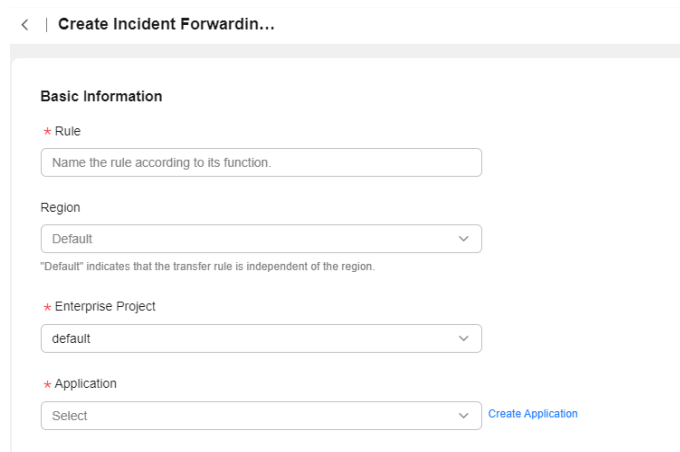 Create Incident Forwardin...
Basic Information
* Rule
Name the rule according to its function.
Region
Default
"Default" indicates that the transfer rule is independent of the region.
* Enterprise Project
default
* Application
Select
Create Application